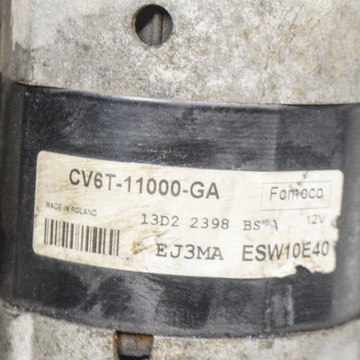 CV6T-11000-GA
Fomoco
MADE IN POLAND
13D2 2398 BS A 12V
EJ3MA ESW10E40